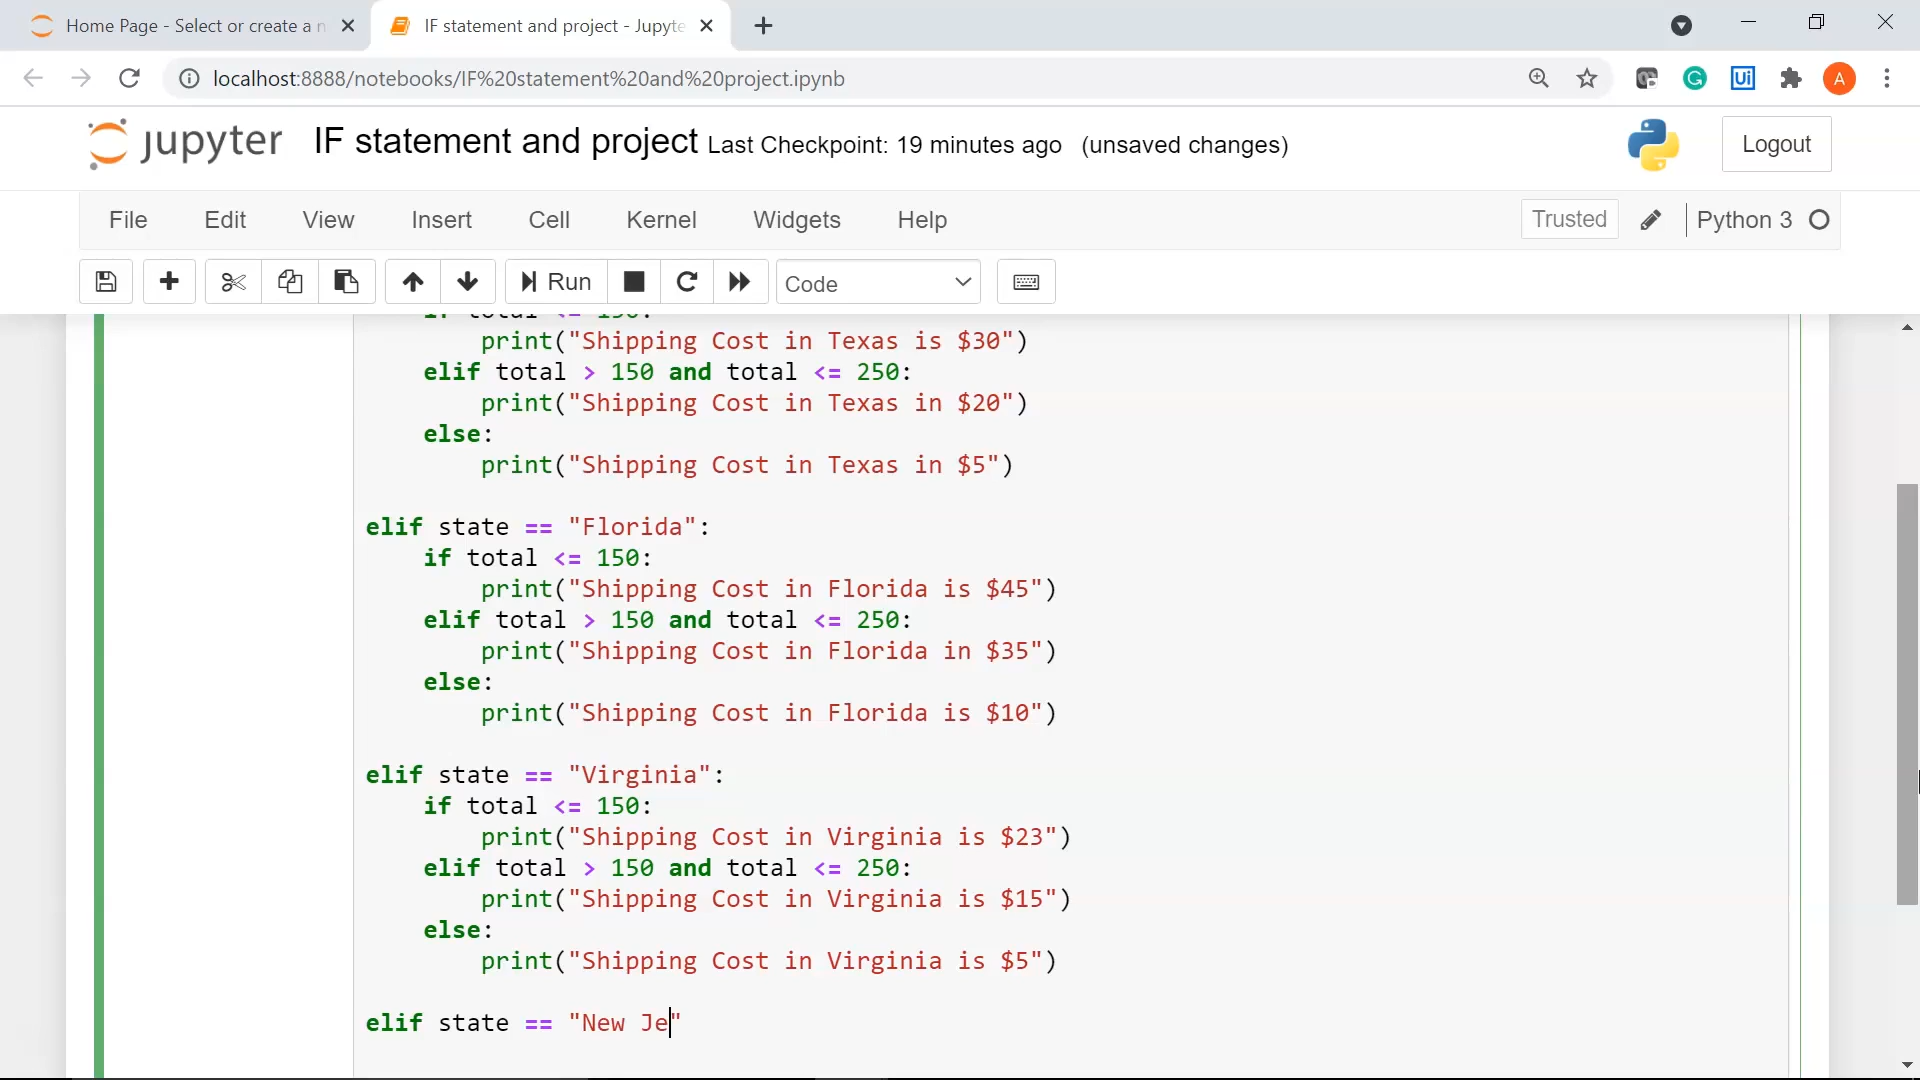 Home Page - Select or create a n
IF statement and project - Jupyte
localhost:8888/notebooks/IF%20statement%20and%20project.ipynb
Ui
A
jupyter IF statement and project Last Checkpoint: 19 minutes ago (unsaved changes)
Logout
File Edit View Insert Cell Kernel Widgets Help
Trusted Python 3
Run
Code
if total <= 150:
print("Shipping Cost in Texas is $30")
elif total > 150 and total <= 250:
print("Shipping Cost in Texas in $20")
else:
print("Shipping Cost in Texas in $5")
elif state == "Florida":
if total <= 150:
print("Shipping Cost in Florida is $45")
elif total > 150 and total <= 250:
print("Shipping Cost in Florida in $35")
else:
print("Shipping Cost in Florida is $10")
elif state == "Virginia":
if total <= 150:
print("Shipping Cost in Virginia is $23")
elif total > 150 and total <= 250:
print("Shipping Cost in Virginia is $15")
else:
print("Shipping Cost in Virginia is $5")
elif state == "New Je"